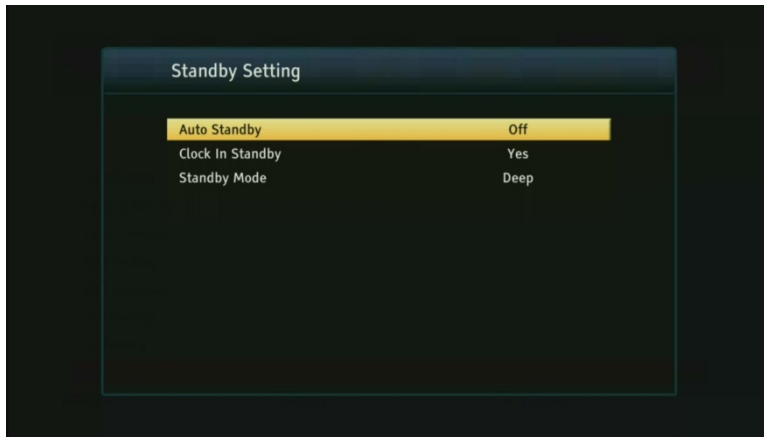 Standby Setting
Auto Standby Off
Clock In Standby Yes
Standby Mode Deep